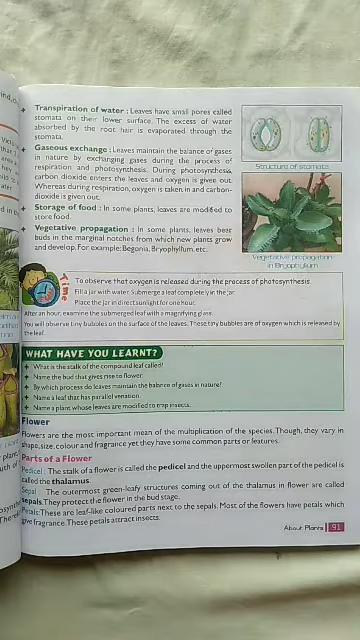 Transpiration of water : Leaves have small pores called
stomata on their lower surface. The excess of water
absorbed by the root hair is evaporated through the
stomata.
Gaseous exchange : Leaves maintain the balance of gases
in nature by exchanging gases during the process of
respiration and photosynthesis. During photosynthesis,
carbon dioxide enters the leaves and oxygen is given out.
Whereas during respiration, oxygen is taken in and carbon-
dioxide is given out.
Storage of food : In some plants, leaves are modified to
store food.
Vegetative propagation : In some plants, leaves bear
buds in the marginal notches from which new plants grow
and develop. For example: Begonia, Bryophyllum, etc.
Structure of stomata
Vegetative propagation
in Bryophyllum
Time
To observe that oxygen is released during the process of photosynthesis.
Fill a jar with water. Submerge a leaf completely in the jar.
Place the jar in direct sunlight for one hour.
After an hour, examine the submerged leaf with a magnifying glass.
You will observe tiny bubbles on the surface of the leaves. These tiny bubbles are of oxygen which is released by
the leaf.
WHAT HAVE YOU LEARNT?
What is the stalk of the compound leaf called?
Name the bud that gives rise to flower.
By which process do leaves maintain the balance of gases in nature?
Name a leaf that has parallel venation.
Name a plant whose leaves are modified to trap insects.
Flower
Flowers are the most important mean of the multiplication of the species. Though, they vary in
shape, size, colour and fragrance yet they have some common parts or features.
Parts of a Flower
Pedicel : The stalk of a flower is called the pedicel and the uppermost swollen part of the pedicel is
called the thalamus.
Sepal : The outermost green-leafy structures coming out of the thalamus in flower are called
sepals. They protect the flower in the bud stage.
Petals: These are leaf-like coloured parts next to the sepals. Most of the flowers have petals which
give fragrance. These petals attract insects.
About Plants 91